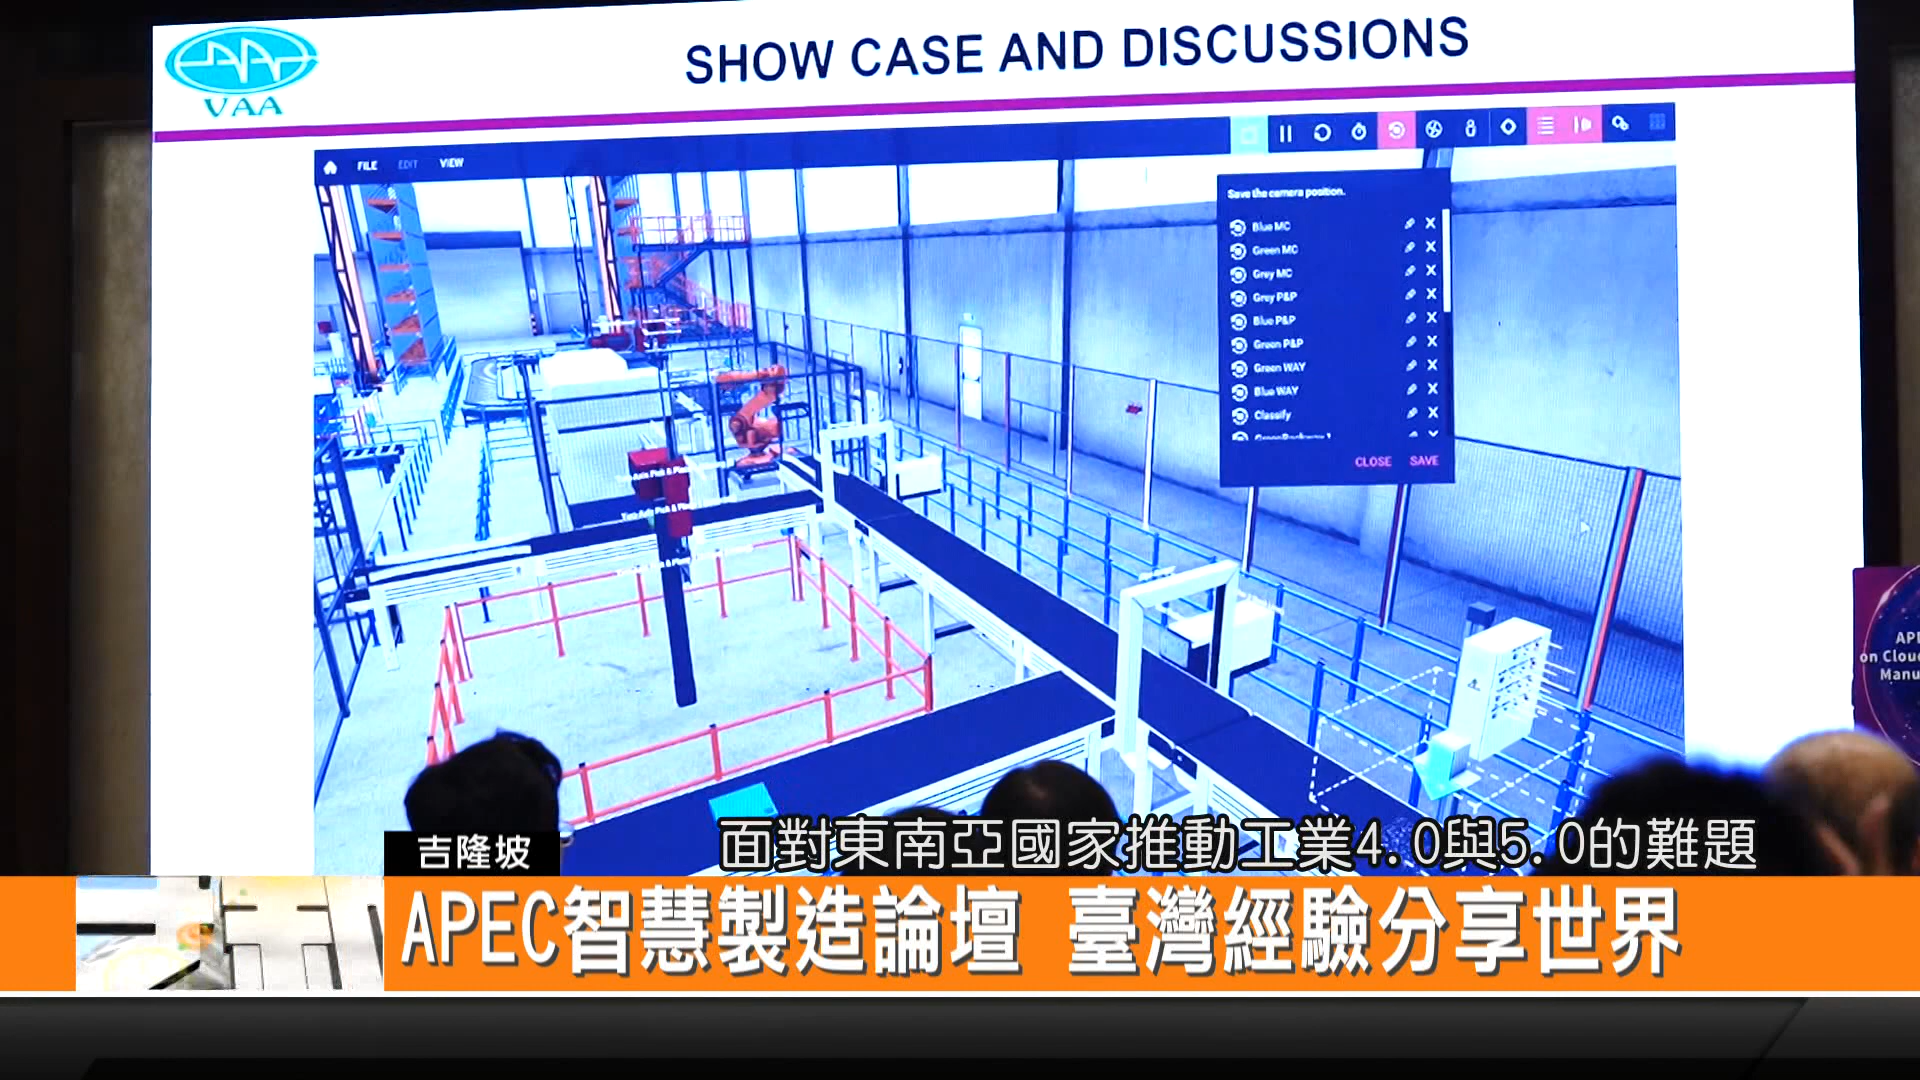 VAA
SHOW CASE AND DISCUSSIONS
FILE EDIT VIEW
Save the camera position.
Blue MC
Green MC
Grey MC
Grey P&P
Blue P&P
Green P&P
Green WAY
Blue WAY
Classify
CLOSE SAVE
on Clou
Manu
吉隆坡
面對東南亞國家推動工業4.0與5.0的難題
APEC智慧製造論壇 臺灣經驗分享世界